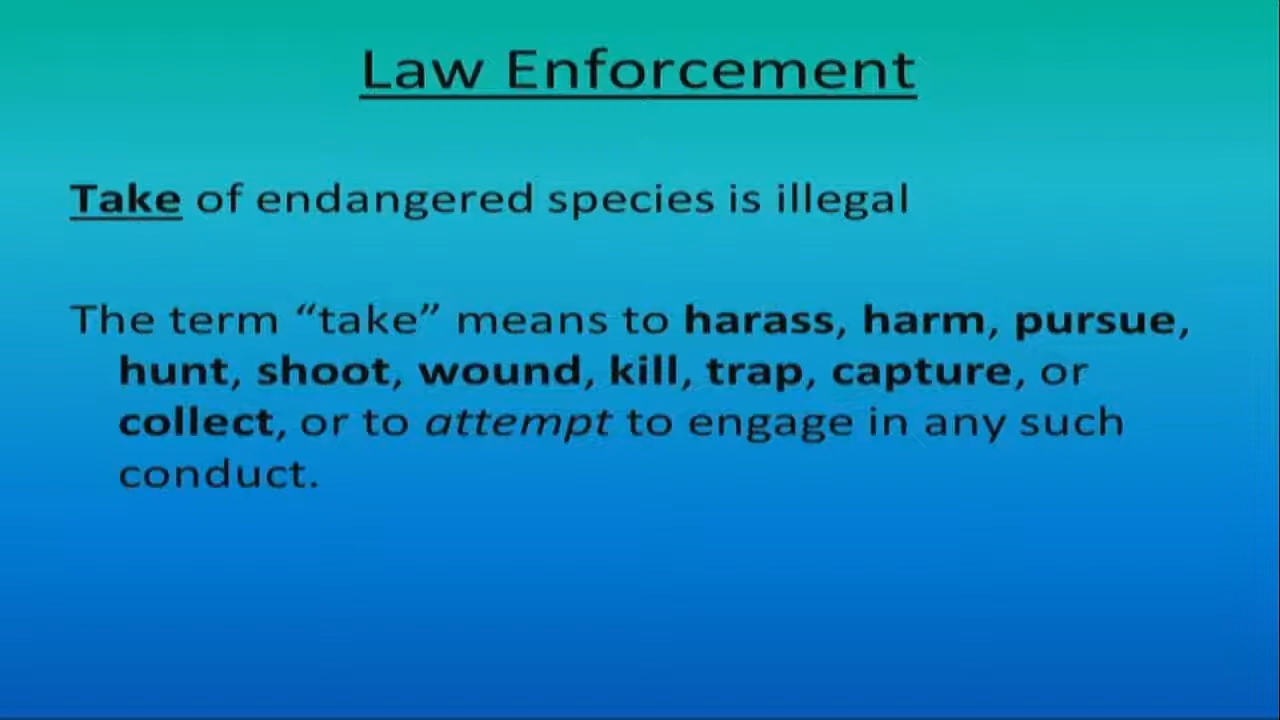 Law Enforcement
Take of endangered species is illegal
The term “take” means to harass, harm, pursue,
hunt, shoot, wound, kill, trap, capture, or
collect, or to attempt to engage in any such
conduct.